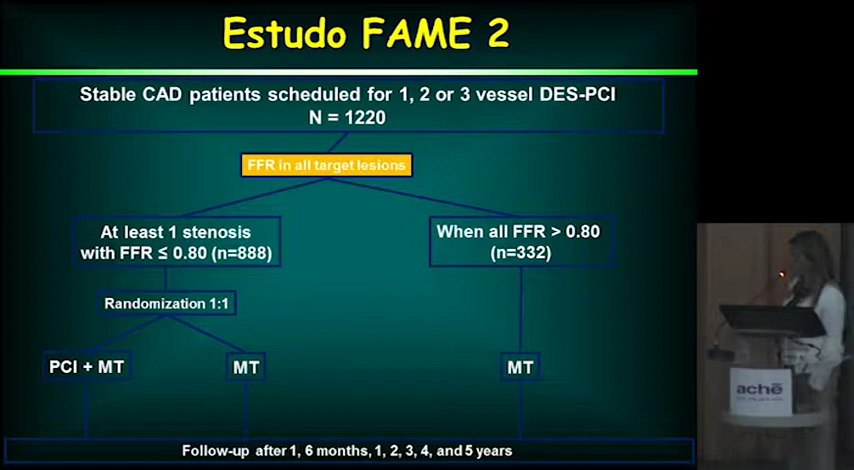 Estudo FAME 2
Stable CAD patients scheduled for 1, 2 or 3 vessel DES-PCI
N = 1220
FFR in all target lesions
At least 1 stenosis
with FFR ≤ 0.80 (n=888)
When all FFR > 0.80
(n=332)
Randomization 1:1
PCI + MT
MT
MT
Follow-up after 1, 6 months, 1, 2, 3, 4, and 5 years
aché